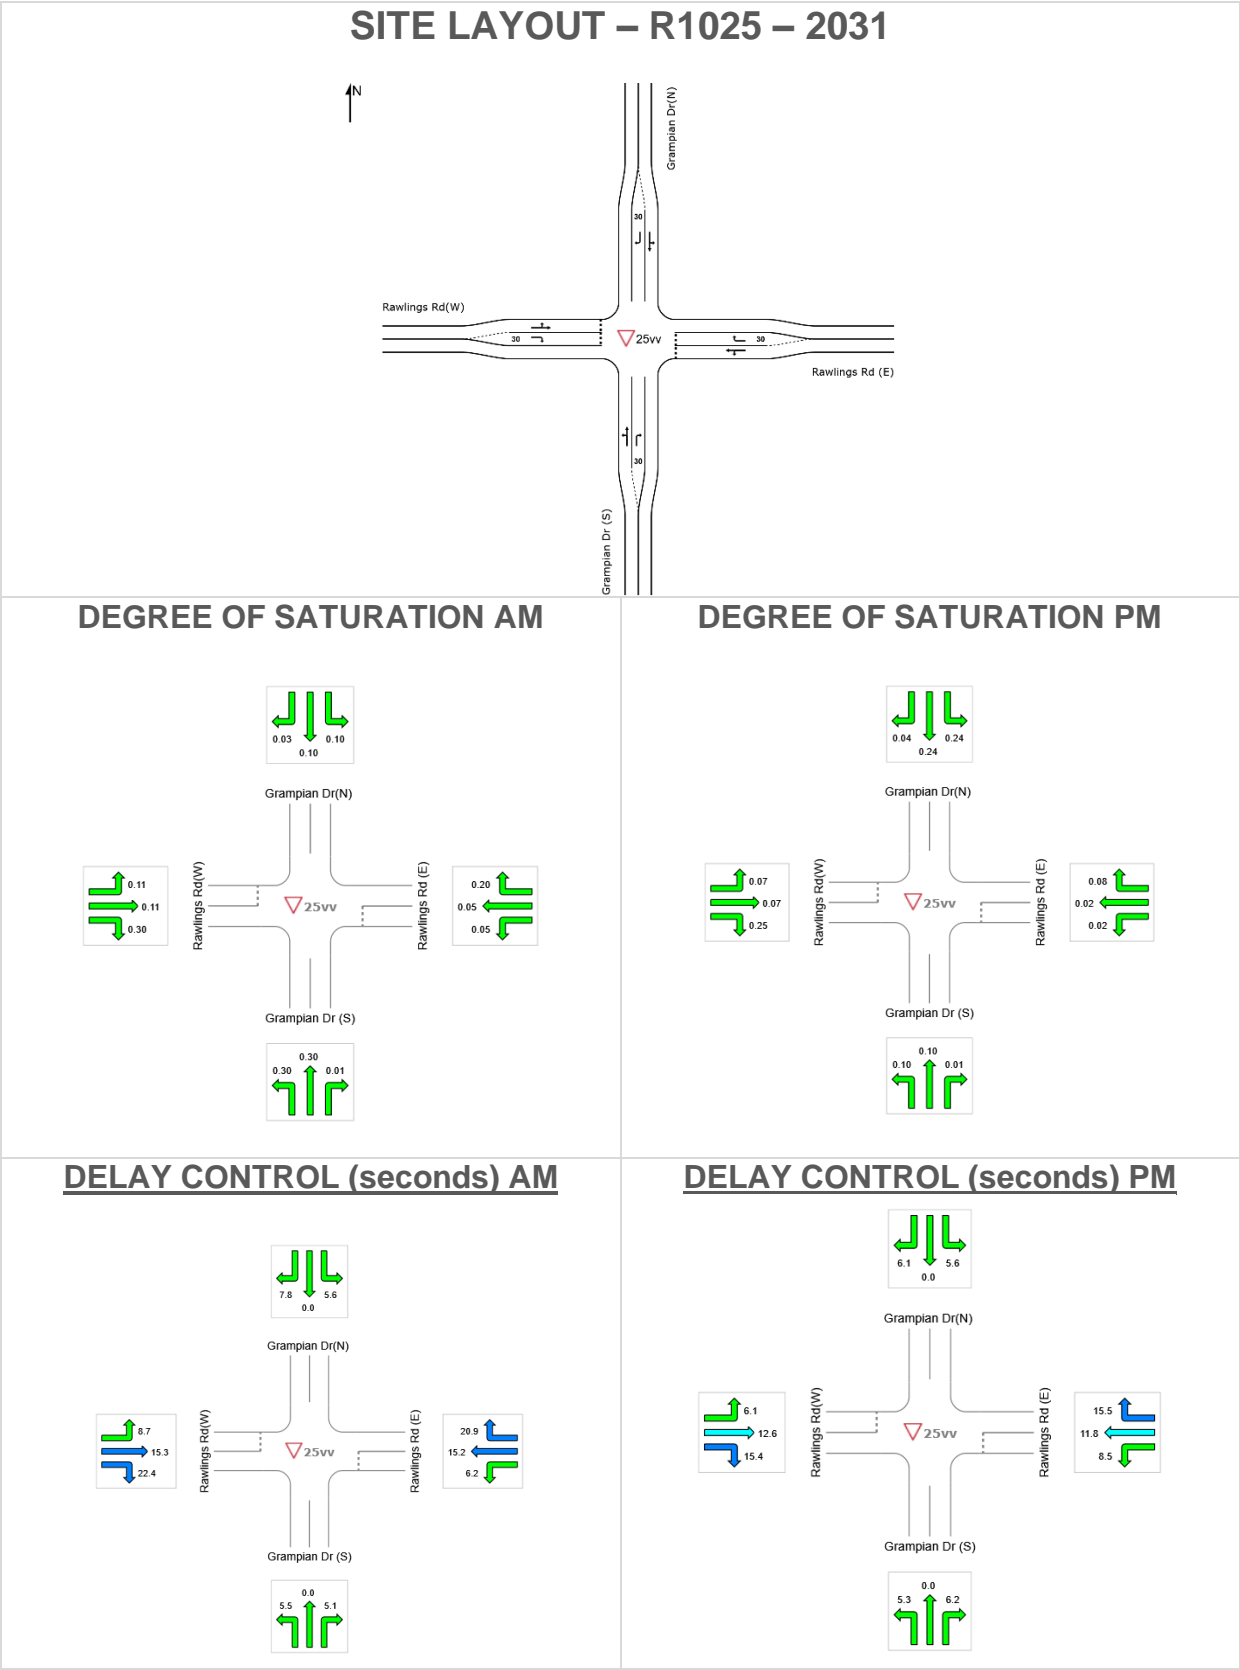 SITE LAYOUT – R1025 – 2031
N
Grampian Dr(N)
30
Rawlings Rd(W)
30
25vv
30
Rawlings Rd (E)
30
Grampian Dr (S)
DEGREE OF SATURATION AM
0.03 0.10
0.10
Grampian Dr(N)
0.11
0.11
0.30
Rawlings Rd(W)
25vv
Rawlings Rd (E)
0.20
0.05
0.05
Grampian Dr (S)
0.30
0.30 0.01
DEGREE OF SATURATION PM
0.04 0.24
0.24
Grampian Dr(N)
0.07
0.07
0.25
Rawlings Rd(W)
25vv
Rawlings Rd (E)
0.08
0.02
0.02
Grampian Dr (S)
0.10
0.10 0.01
DELAY CONTROL (seconds) AM
7.8 5.6
0.0
Grampian Dr(N)
8.7
15.3
22.4
Rawlings Rd(W)
25vv
Rawlings Rd (E)
20.9
15.2
6.2
Grampian Dr (S)
0.0
5.5 5.1
DELAY CONTROL (seconds) PM
6.1 5.6
0.0
Grampian Dr(N)
6.1
12.6
15.4
Rawlings Rd(W)
25vv
Rawlings Rd (E)
15.5
11.8
8.5
Grampian Dr (S)
0.0
5.3 6.2